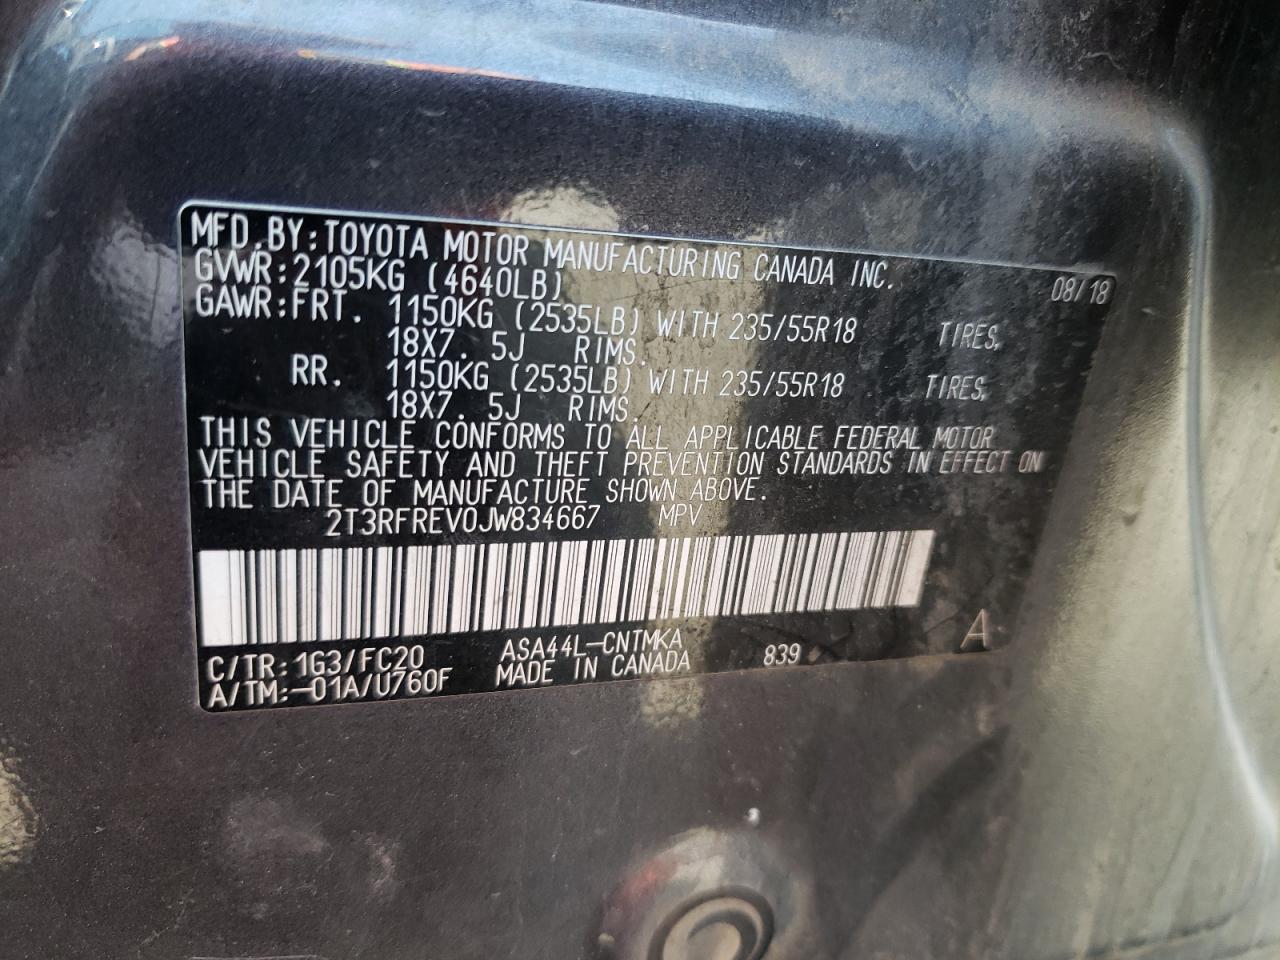 MFD. BY: TOYOTA MOTOR MANUFACTURING CANADA INC. 08/18
GVWR: 2105KG (4640LB)
GAWR: FRT. 1150KG (2535LB) WITH 235/55R18 TIRES,
18X7. 5J RIMS.
RR. 1150KG (2535LB) WITH 235/55R18 TIRES,
18X7. 5J RIMS.
THIS VEHICLE CONFORMS TO ALL APPLICABLE FEDERAL MOTOR
VEHICLE SAFETY AND THEFT PREVENTION STANDARDS IN EFFECT ON
THE DATE OF MANUFACTURE SHOWN ABOVE.
2T3RFREV0JW834667 MPV
C/TR: 1G3/FC20 ASA44L-CNTMKA 839 A
A/TM: -01A/U760F MADE IN CANADA